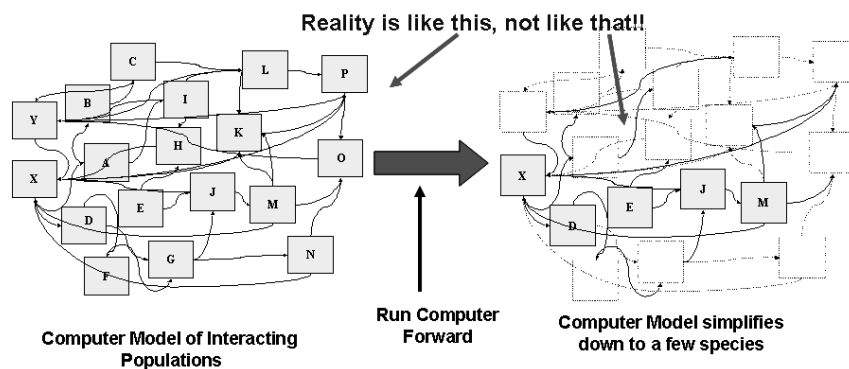 Reality is like this, not like that!!
C
L
P
B
I
Y
K
H
A
O
X
J
E
M
D
G
N
F
X
J
E
M
D
Run Computer
Forward
Computer Model of Interacting
Populations
Computer Model simplifies
down to a few species